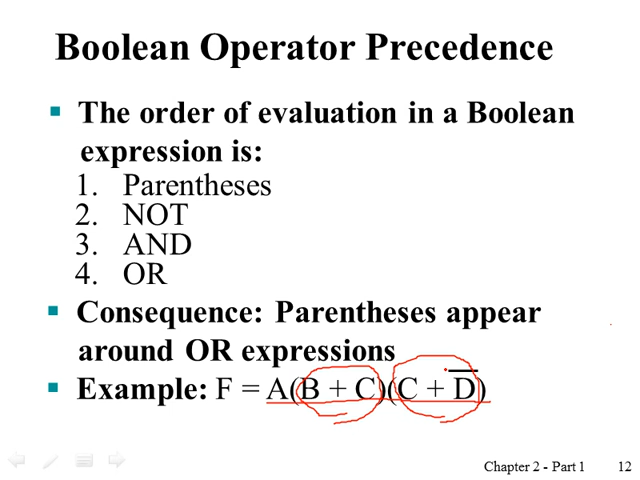 Boolean Operator Precedence
▪ The order of evaluation in a Boolean
expression is:
1. Parentheses
2. NOT
3. AND
4. OR
▪ Consequence: Parentheses appear
around OR expressions
▪ Example: F = A(B + C)(C + D̅)
Chapter 2 - Part 1 12